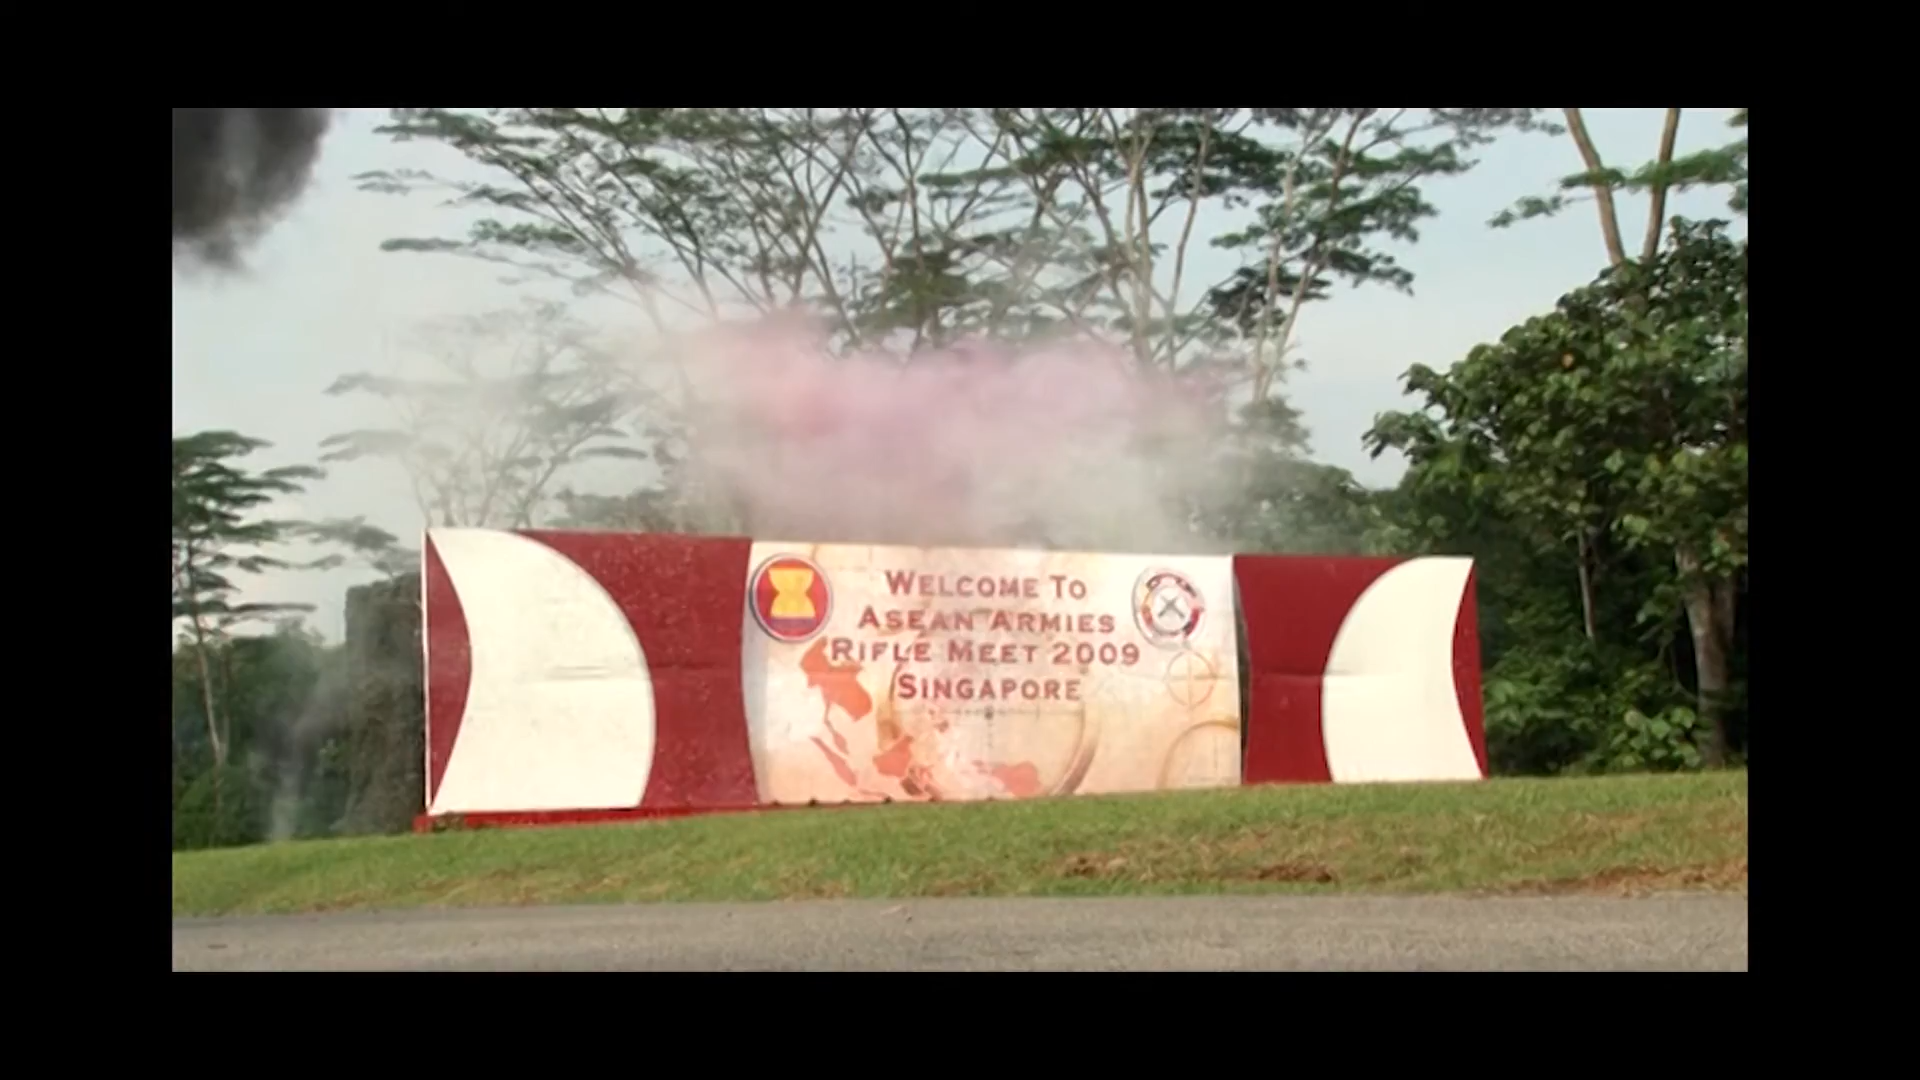 WELCOME TO
ASEAN ARMIES
RIFLE MEET 2009
SINGAPORE